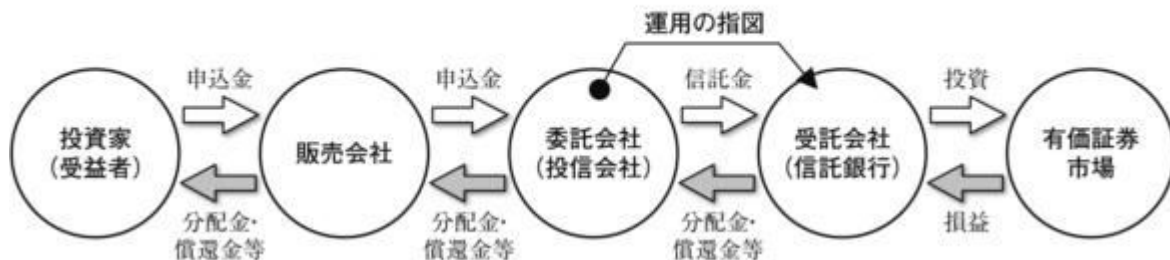 運用の指図
申込金
申込金
信託金
投資
投資家
(受益者)
販売会社
委託会社
(投信会社)
受託会社
(信託銀行)
有価証券
市場
分配金・
償還金等
分配金・
償還金等
分配金・
償還金等
損益